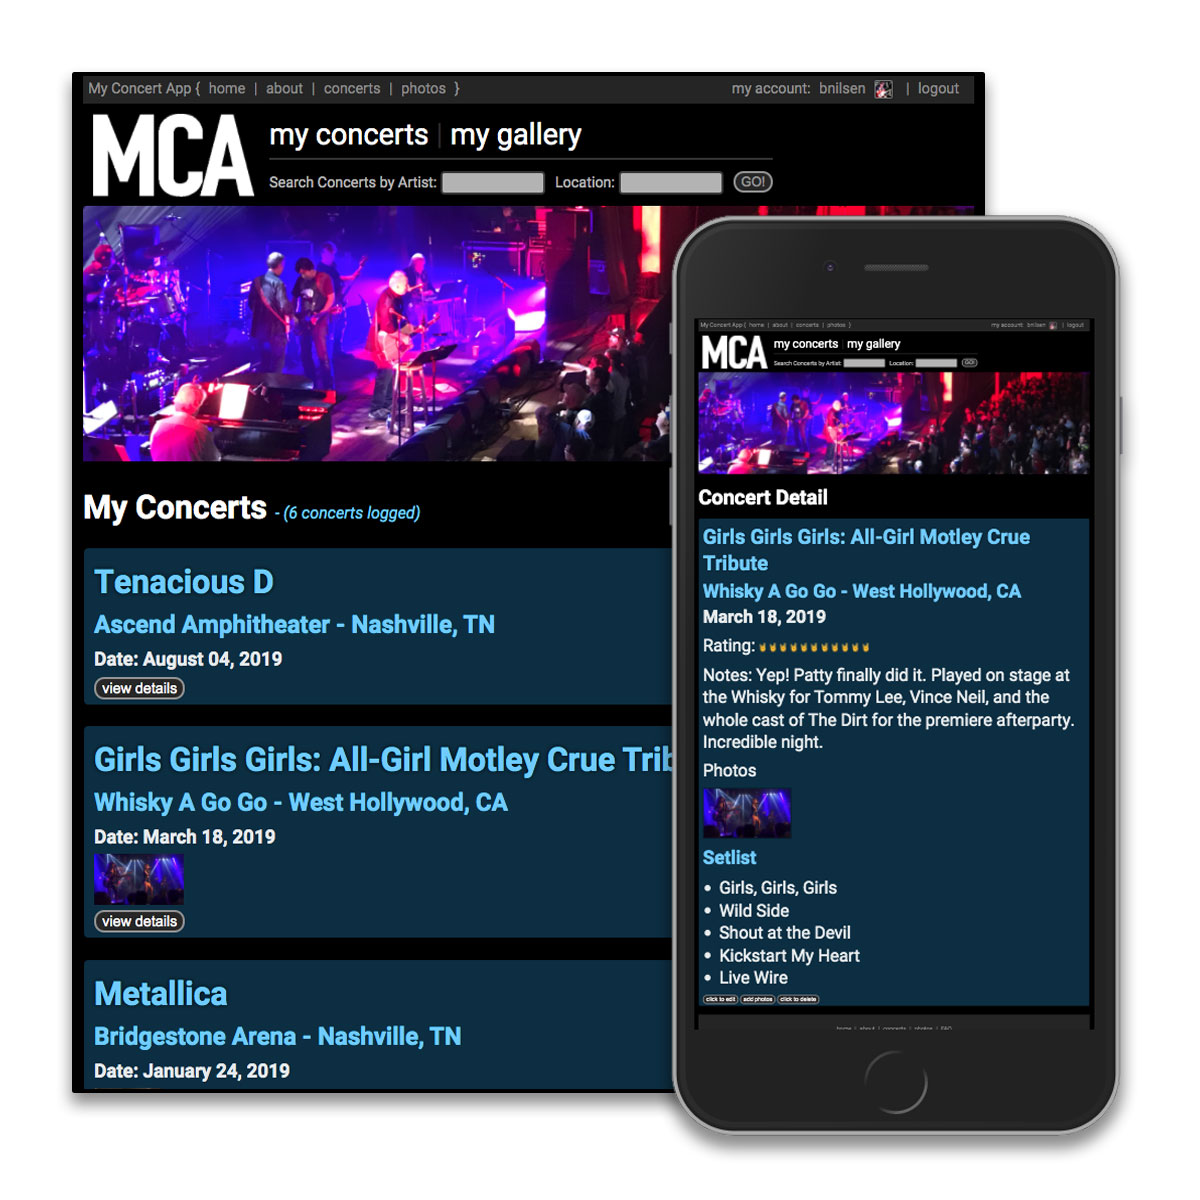 My Concert App { home | about | concerts | photos }
my account: bnilsen | logout
MCA
my concerts | my gallery
Search Concerts by Artist: Location: GO!
My Concerts - (6 concerts logged)
Tenacious D
Ascend Amphitheater - Nashville, TN
Date: August 04, 2019
view details
Girls Girls Girls: All-Girl Motley Crue Trib
Whisky A Go Go - West Hollywood, CA
Date: March 18, 2019
view details
Metallica
Bridgestone Arena - Nashville, TN
Date: January 24, 2019
My Concert App { home | about | concerts | photos }
my account: bnilsen | logout
MCA
my concerts | my gallery
Search Concerts by Artist: Location: GO!
Concert Detail
Girls Girls Girls: All-Girl Motley Crue
Tribute
Whisky A Go Go - West Hollywood, CA
March 18, 2019
Rating:
Notes: Yep! Patty finally did it. Played on stage at
the Whisky for Tommy Lee, Vince Neil, and the
whole cast of The Dirt for the premiere afterparty.
Incredible night.
Photos
Setlist
• Girls, Girls, Girls
• Wild Side
• Shout at the Devil
• Kickstart My Heart
• Live Wire
click to edit add photos click to delete
home | about | concerts | photos | FAQ